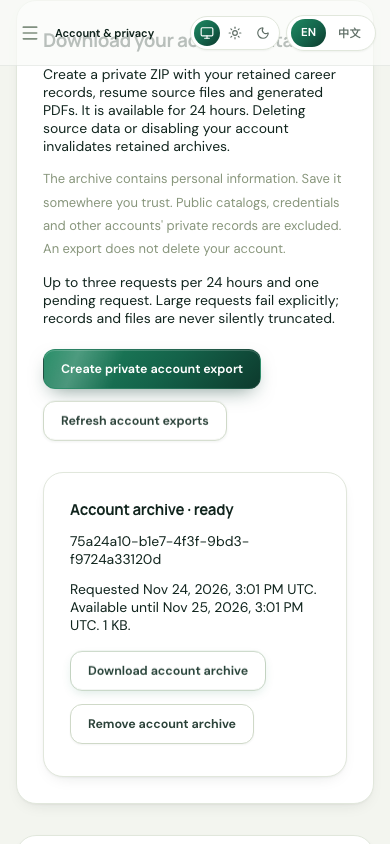 Account & privacy
EN
中文
Download your ac
Create a private ZIP with your retained career
records, resume source files and generated
PDFs. It is available for 24 hours. Deleting
source data or disabling your account
invalidates retained archives.
The archive contains personal information. Save it
somewhere you trust. Public catalogs, credentials
and other accounts' private records are excluded.
An export does not delete your account.
Up to three requests per 24 hours and one
pending request. Large requests fail explicitly;
records and files are never silently truncated.
Create private account export
Refresh account exports
Account archive · ready
75a24a10-b1e7-4f3f-9bd3-
f9724a33120d
Requested Nov 24, 2026, 3:01 PM UTC.
Available until Nov 25, 2026, 3:01 PM
UTC. 1 KB.
Download account archive
Remove account archive